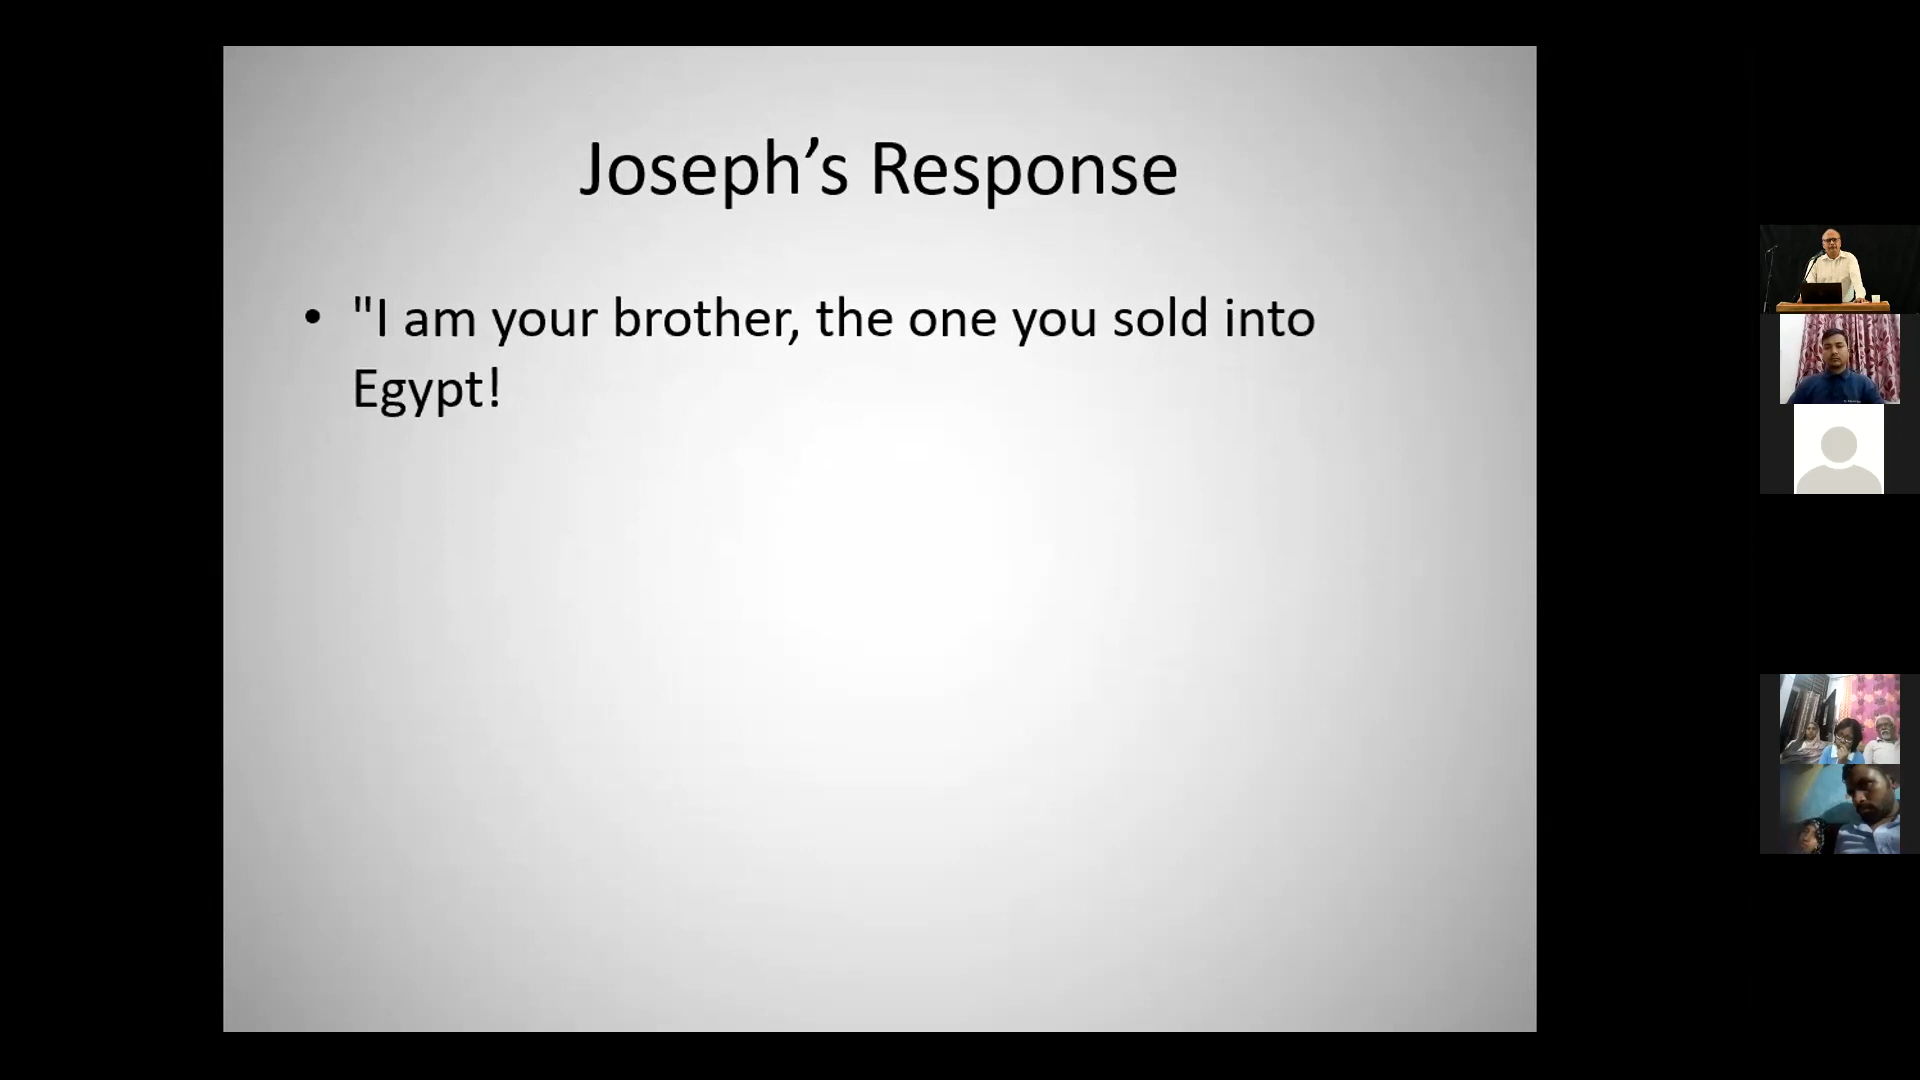 Joseph’s Response
• "I am your brother, the one you sold into
Egypt!